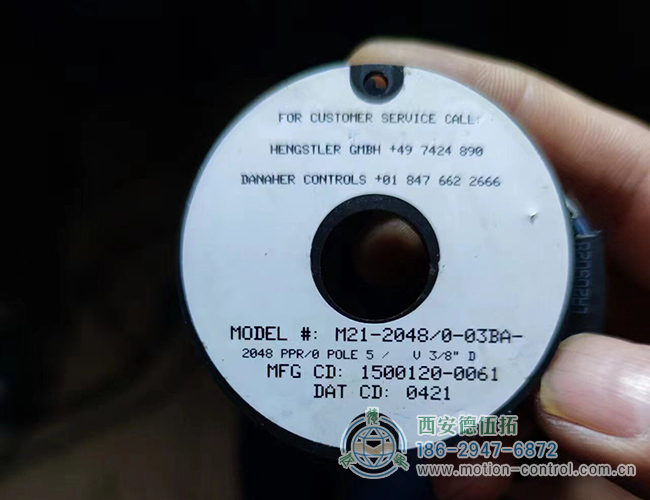 FOR CUSTOMER SERVICE CALL:
HENGSTLER GMBH +49 7424 890
DANAHER CONTROLS +01 847 662 2666
MODEL #: M21-2048/0-03BA-
2048 PPR/0 POLE 5 / V 3/8" D
MFG CD: 1500120-0061
DAT CD: 0421
西安德伍拓
186-2947-6872
www.motion-control.com.cn